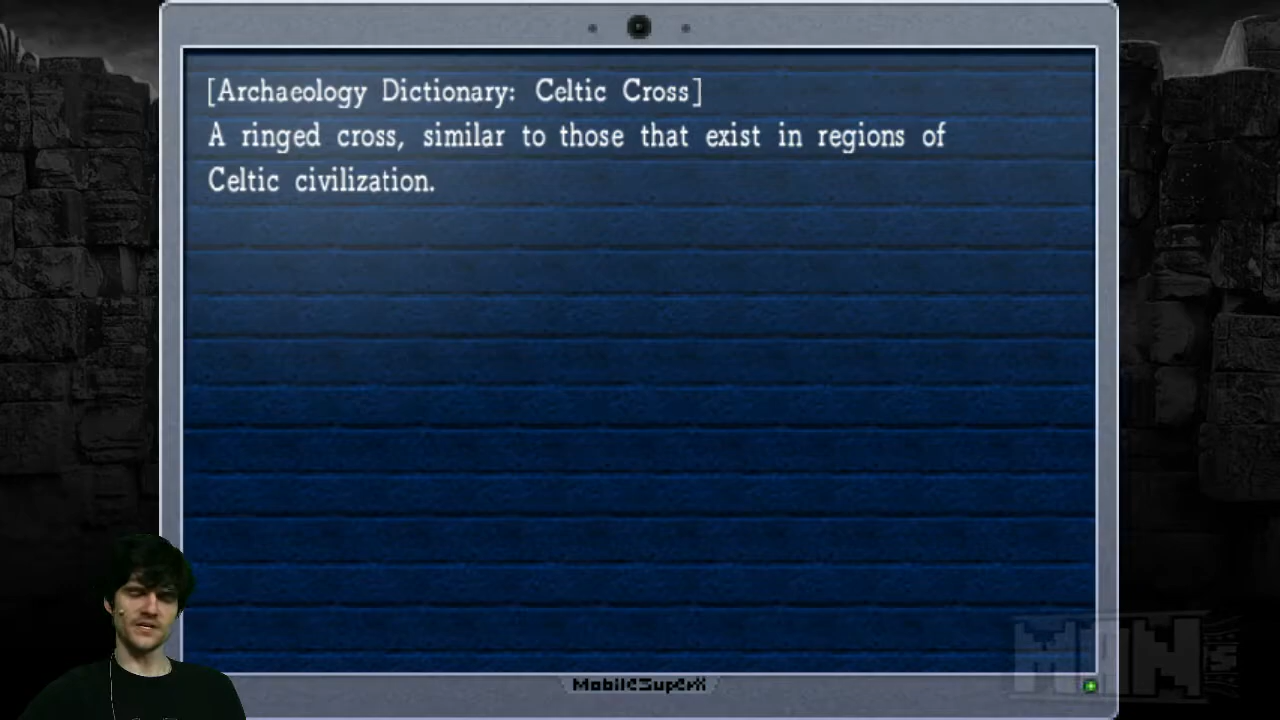 [Archaeology Dictionary: Celtic Cross]
A ringed cross, similar to those that exist in regions of
Celtic civilization.
MobileSuperX